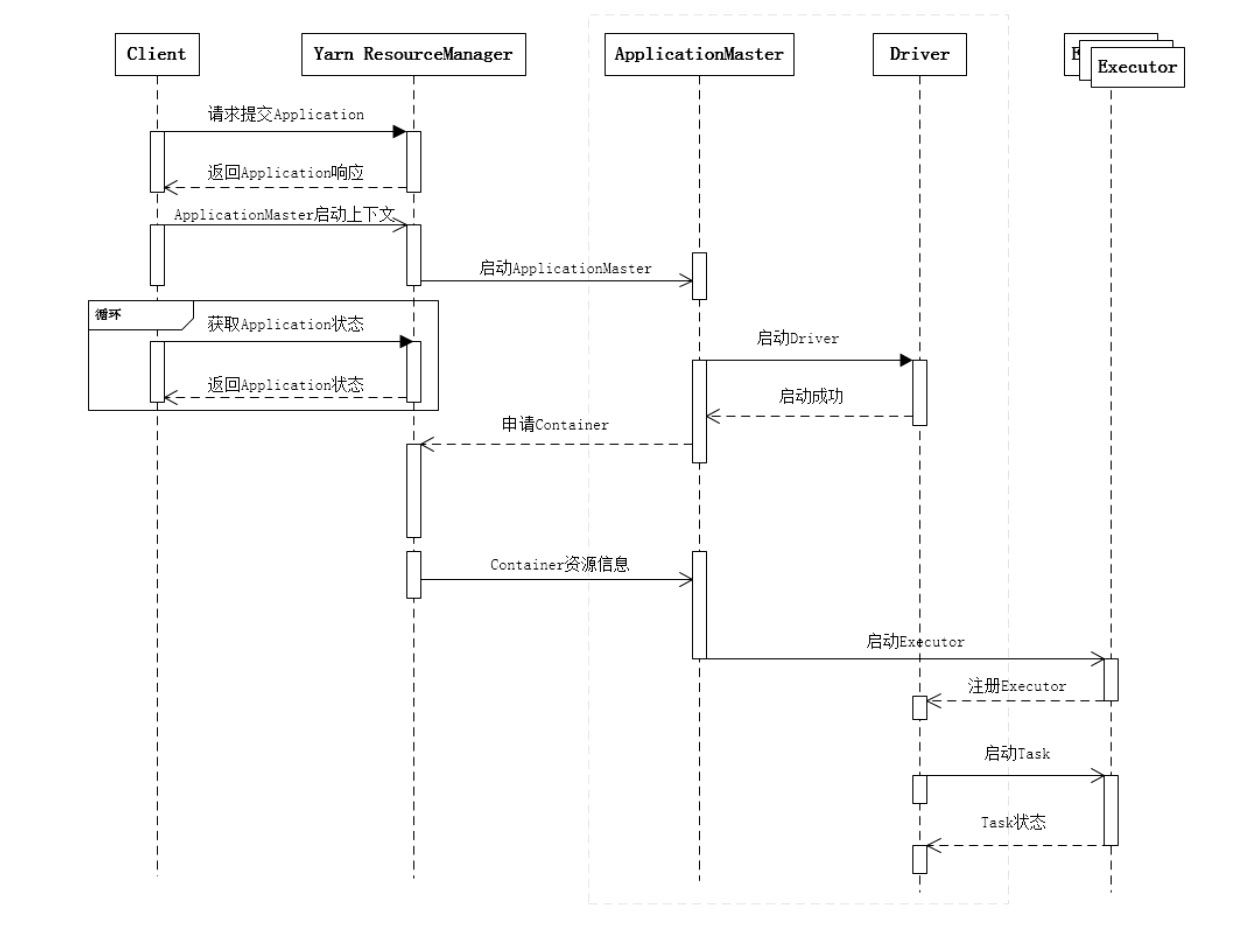 Client
Yarn ResourceManager
ApplicationMaster
Driver
E
Executor
请求提交Application
返回Application响应
ApplicationMaster启动上下文
启动ApplicationMaster
循环
获取Application状态
启动Driver
返回Application状态
启动成功
申请Container
Container资源信息
启动Executor
注册Executor
启动Task
Task状态